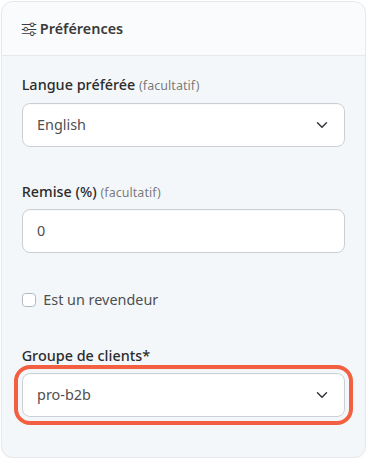 Préférences
Langue préférée (facultatif)
English
Remise (%) (facultatif)
0
Est un revendeur
Groupe de clients*
pro-b2b